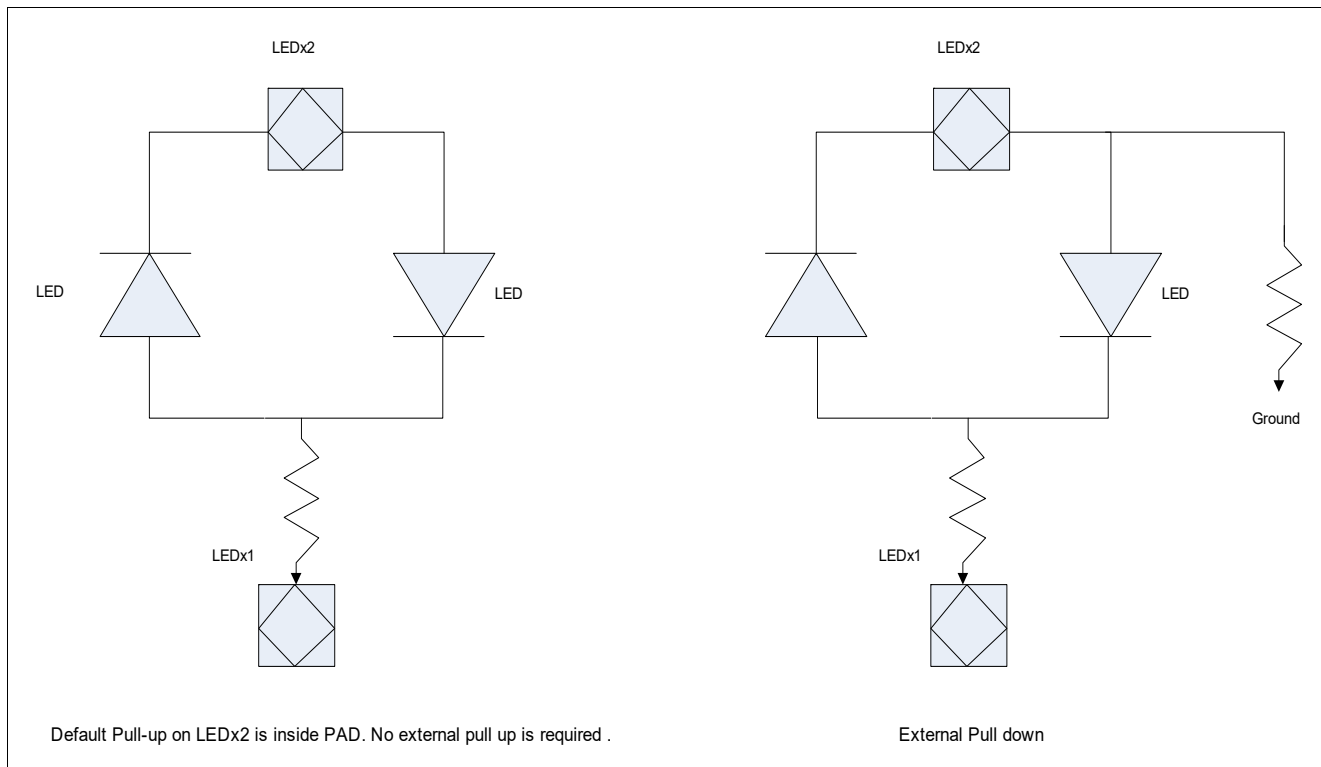 LEDx2
LED
LED
LEDx1
Default Pull-up on LEDx2 is inside PAD. No external pull up is required .
LEDx2
LED
Ground
LEDx1
External Pull down